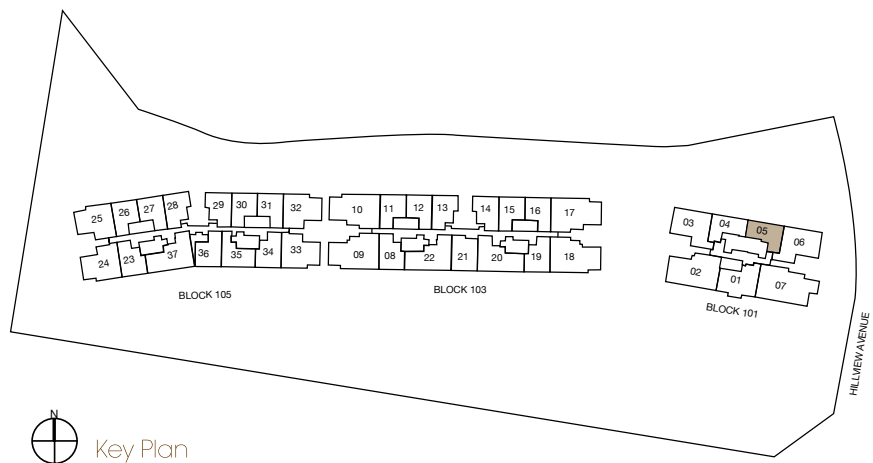 25 26 27 28 29 30 31 32 10 11 12 13 14 15 16 17
03 04 05 06
24 23 37 36 35 34 33 09 08 22 21 20 19 18
02 01 07
BLOCK 105
BLOCK 103
BLOCK 101
HILLVIEW AVENUE
N
Key Plan